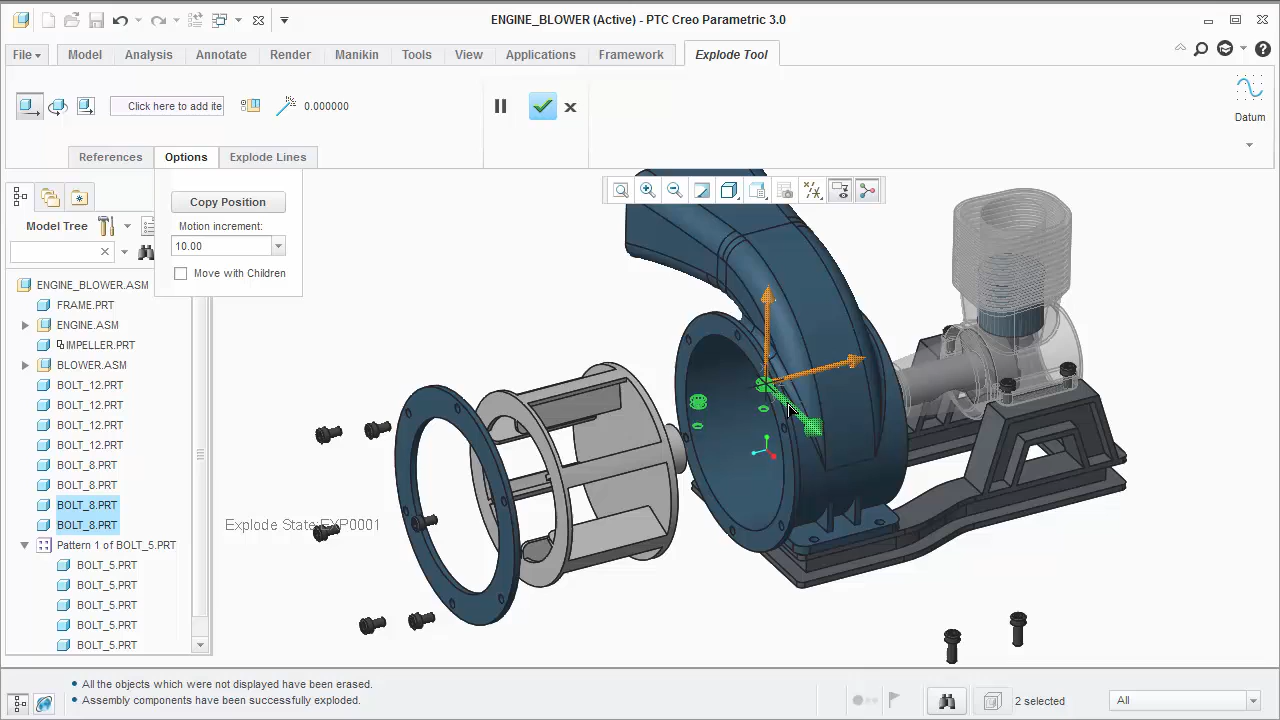 ENGINE_BLOWER (Active) - PTC Creo Parametric 3.0
File Model Analysis Annotate Render Manikin Tools View Applications Framework Explode Tool
Click here to add ite 0.000000
Datum
References Options Explode Lines
Copy Position
Motion increment:
10.00
Move with Children
Model Tree
ENGINE_BLOWER.ASM
FRAME.PRT
ENGINE.ASM
IMPELLER.PRT
BLOWER.ASM
BOLT_12.PRT
BOLT_12.PRT
BOLT_12.PRT
BOLT_12.PRT
BOLT_8.PRT
BOLT_8.PRT
BOLT_8.PRT
BOLT_8.PRT
Pattern 1 of BOLT_5.PRT
BOLT_5.PRT
BOLT_5.PRT
BOLT_5.PRT
BOLT_5.PRT
BOLT_5.PRT
Explode State:EXP0001
All the objects which were not displayed have been erased.
Assembly components have been successfully exploded.
2 selected
All